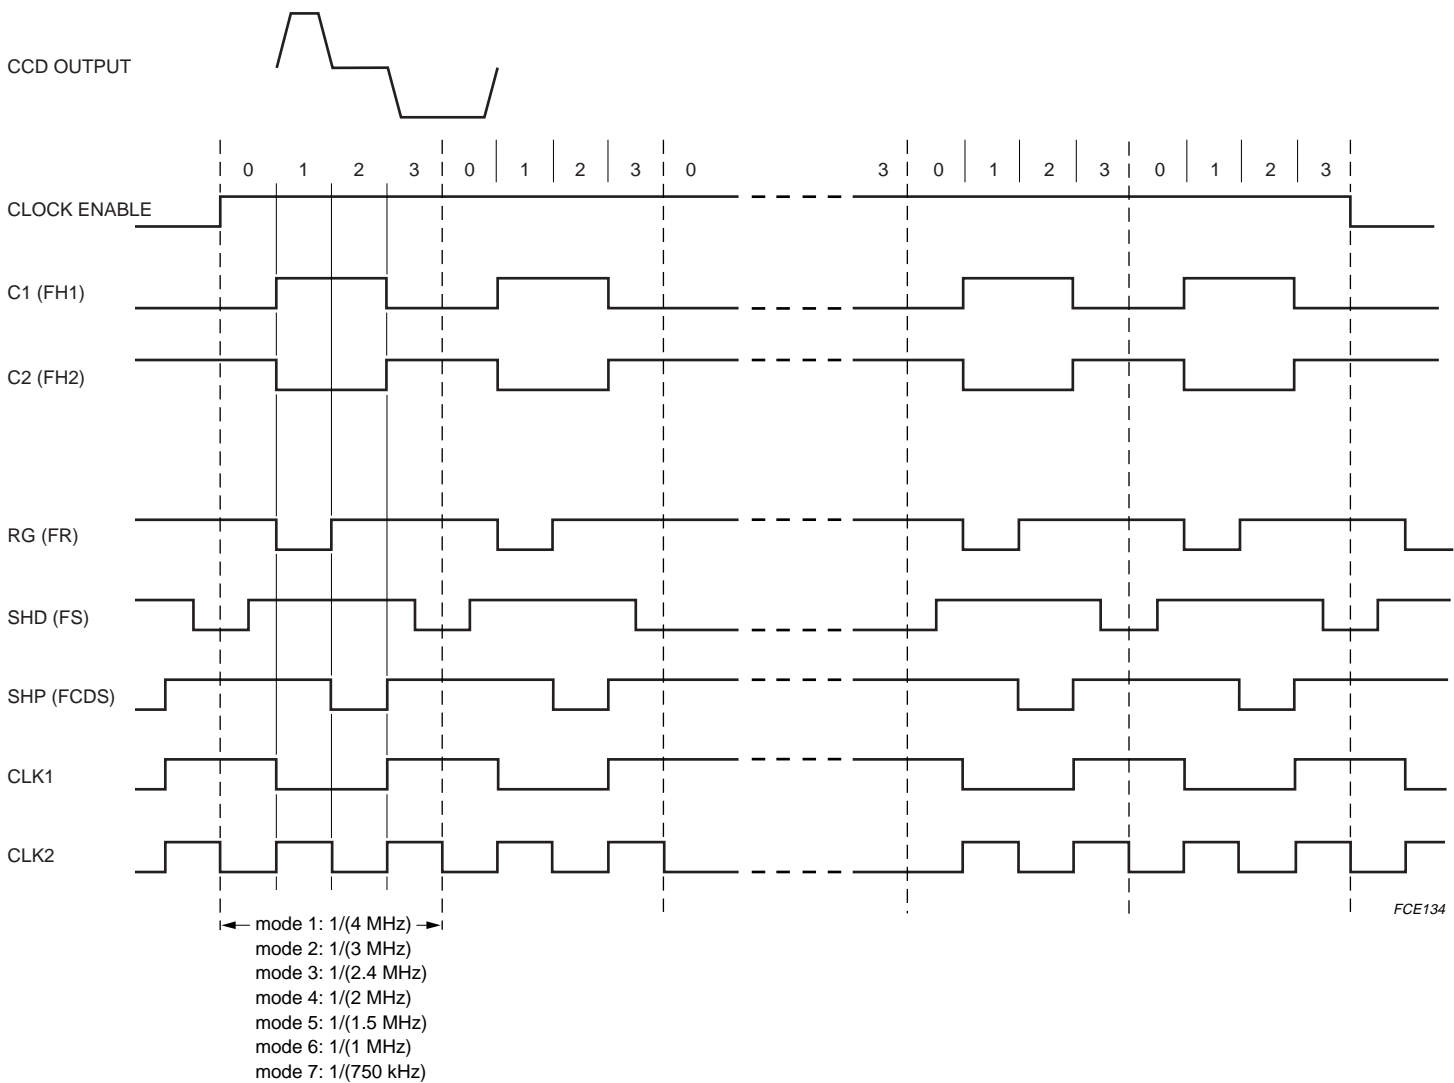 CCD OUTPUT
0 1 2 3 0 1 2 3 0 3 0 1 2 3 0 1 2 3
CLOCK ENABLE
C1 (FH1)
C2 (FH2)
RG (FR)
SHD (FS)
SHP (FCDS)
CLK1
CLK2
FCE134
mode 1: 1/(4 MHz)
mode 2: 1/(3 MHz)
mode 3: 1/(2.4 MHz)
mode 4: 1/(2 MHz)
mode 5: 1/(1.5 MHz)
mode 6: 1/(1 MHz)
mode 7: 1/(750 kHz)